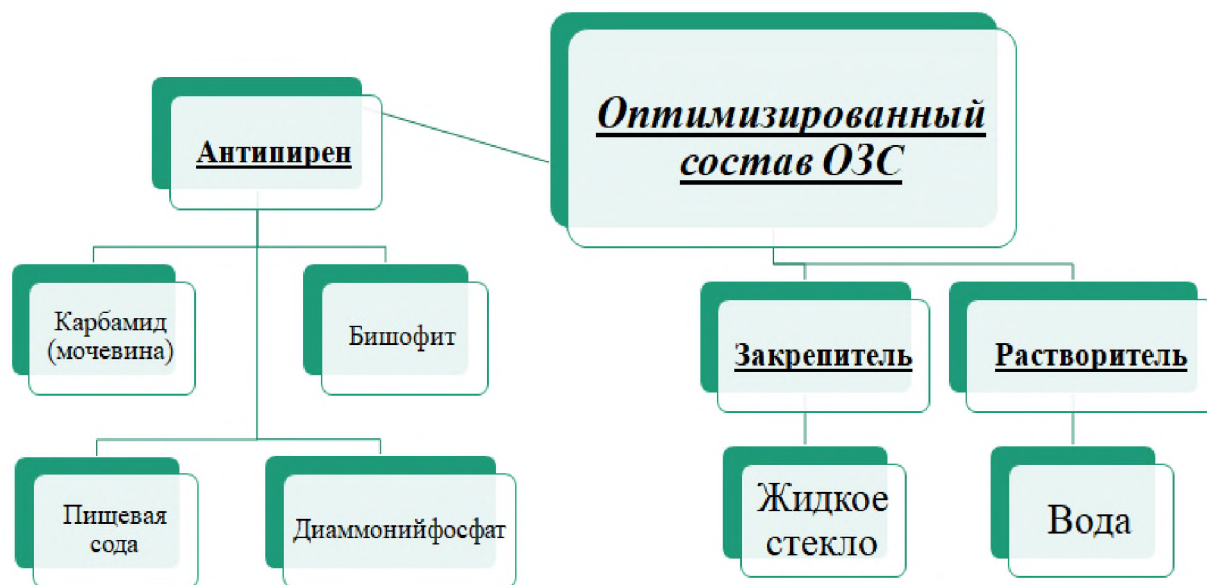 Оптимизированный
состав ОЗС
Антипирен
Карбамид
(мочевина)
Бишофит
Пищевая
сода
Диаммонийфосфат
Закрепитель
Растворитель
Жидкое
стекло
Вода